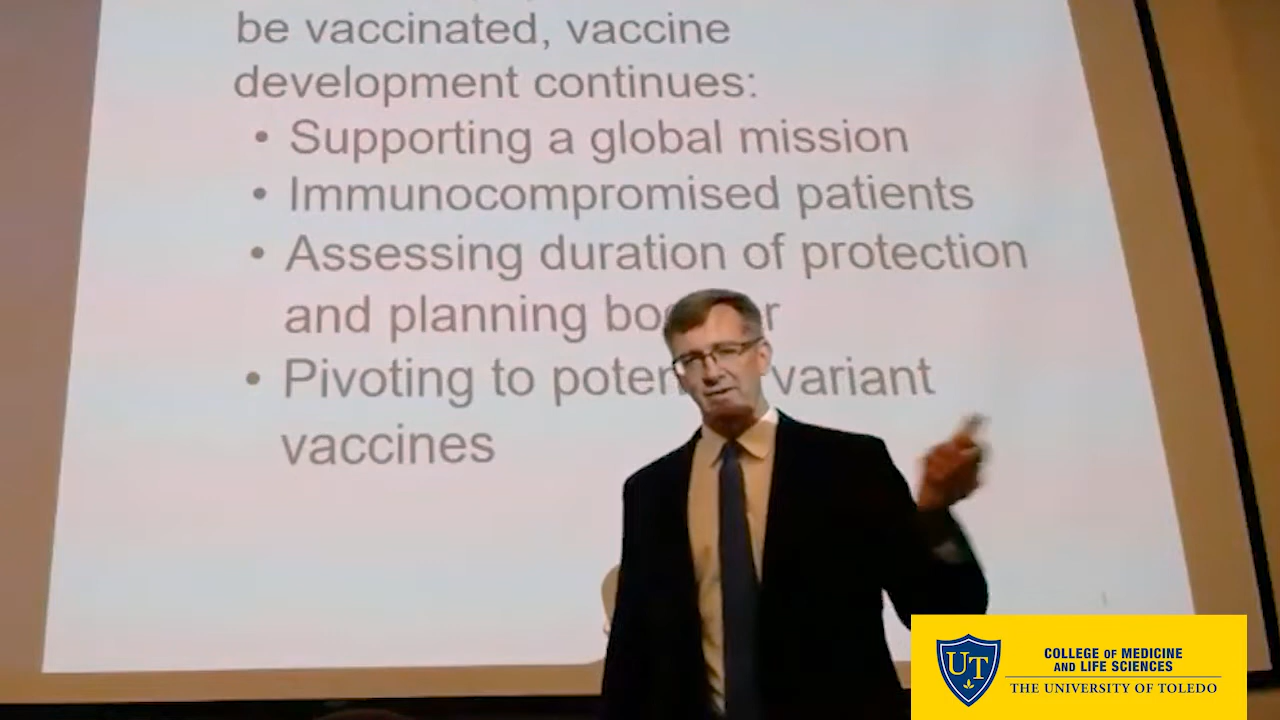 be vaccinated, vaccine
development continues:
• Supporting a global mission
• Immunocompromised patients
• Assessing duration of protection
and planning bo r
• Pivoting to poten variant
vaccines
UT
COLLEGE OF MEDICINE
AND LIFE SCIENCES
THE UNIVERSITY OF TOLEDO